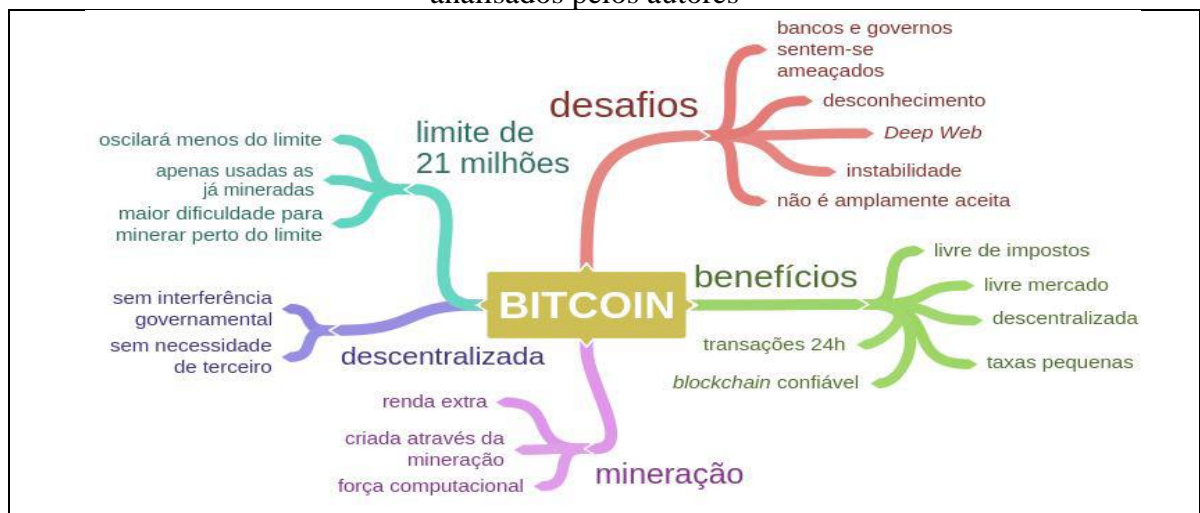 analisados pelos autores
bancos e governos
sentem-se
ameaçados
desafios
desconhecimento
Deep Web
instabilidade
não é amplamente aceita
limite de
21 milhões
oscilará menos do limite
apenas usadas as
já mineradas
maior dificuldade para
minerar perto do limite
BITCOIN
benefícios
livre de impostos
livre mercado
descentralizada
taxas pequenas
transações 24h
blockchain confiável
sem interferência
governamental
sem necessidade
de terceiro
descentralizada
renda extra
criada através da
mineração
força computacional
mineração